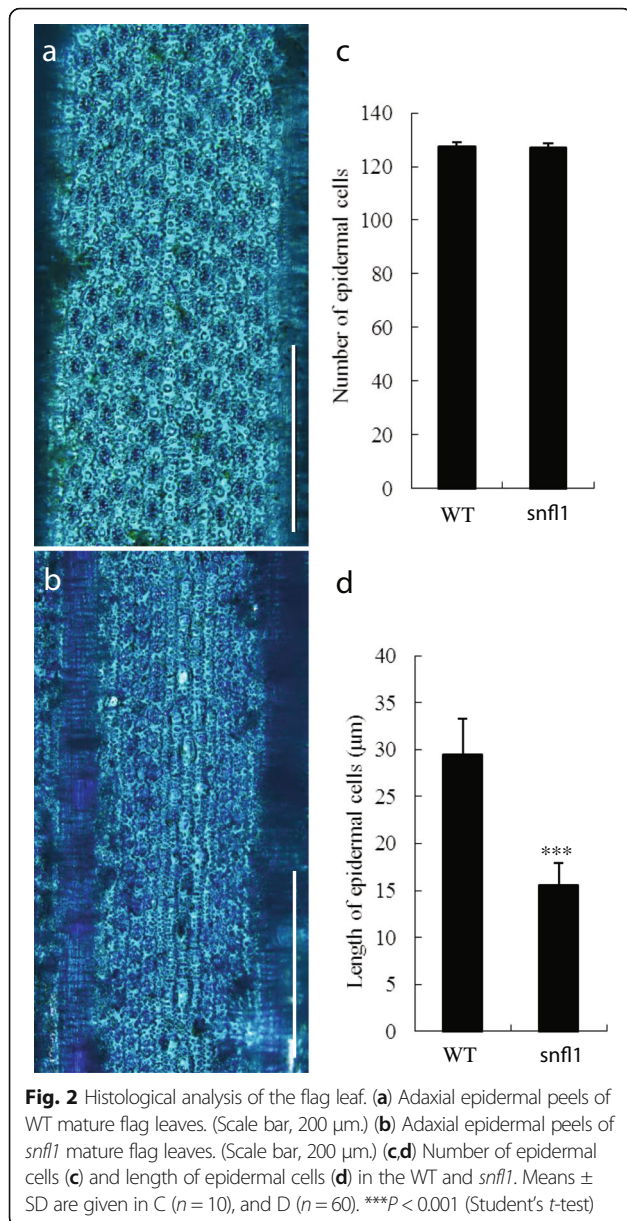 a
c
140
120
100
80
60
40
20
0
Number of epidermal cells
WT
snfl1
b
d
40
35
30
25
20
15
10
5
0
Length of epidermal cells (μm)
***
WT
snfl1
Fig. 2 Histological analysis of the flag leaf. (a) Adaxial epidermal peels of
WT mature flag leaves. (Scale bar, 200 μm.) (b) Adaxial epidermal peels of
snfl1 mature flag leaves. (Scale bar, 200 μm.) (c,d) Number of epidermal
cells (c) and length of epidermal cells (d) in the WT and snfl1. Means ±
SD are given in C (n = 10), and D (n = 60). ***P < 0.001 (Student's t-test)